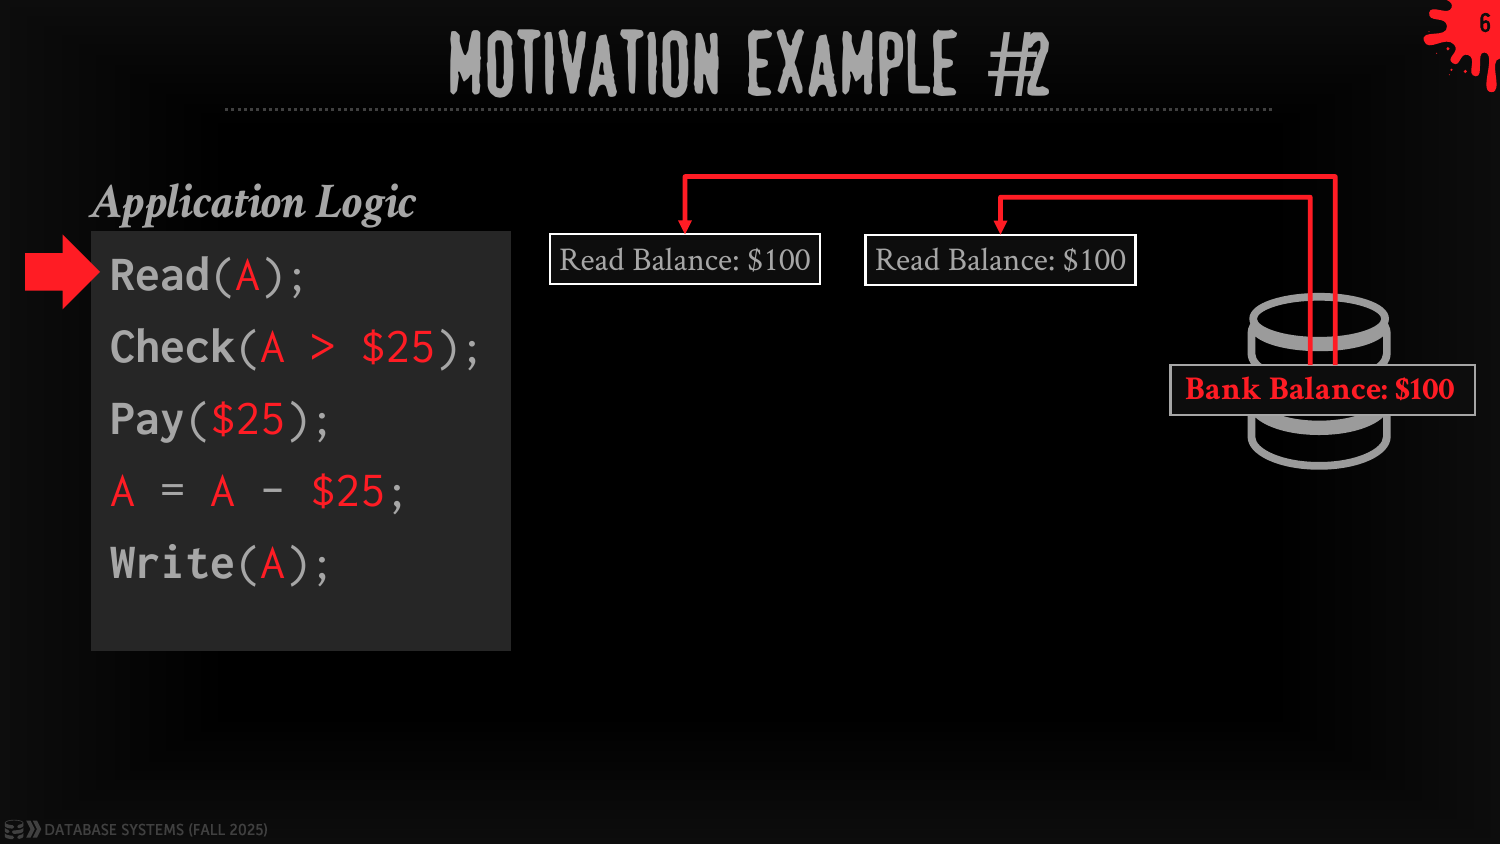 6
MOTIVATION EXAMPLE #2
Application Logic
Read(A);
Check(A > $25);
Pay($25);
A = A - $25;
Write(A);
Read Balance: $100
Read Balance: $100
Bank Balance: $100
DATABASE SYSTEMS (FALL 2025)